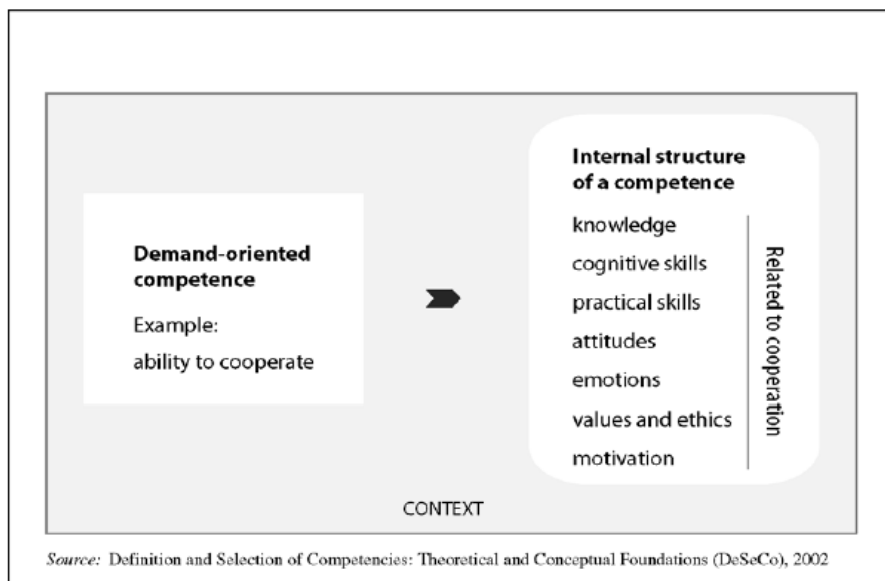 Demand-oriented
competence
Example:
ability to cooperate
Internal structure
of a competence
knowledge
cognitive skills
practical skills
attitudes
emotions
values and ethics
motivation
Related to cooperation
CONTEXT
Source: Definition and Selection of Competencies: Theoretical and Conceptual Foundations (DeSeCo), 2002